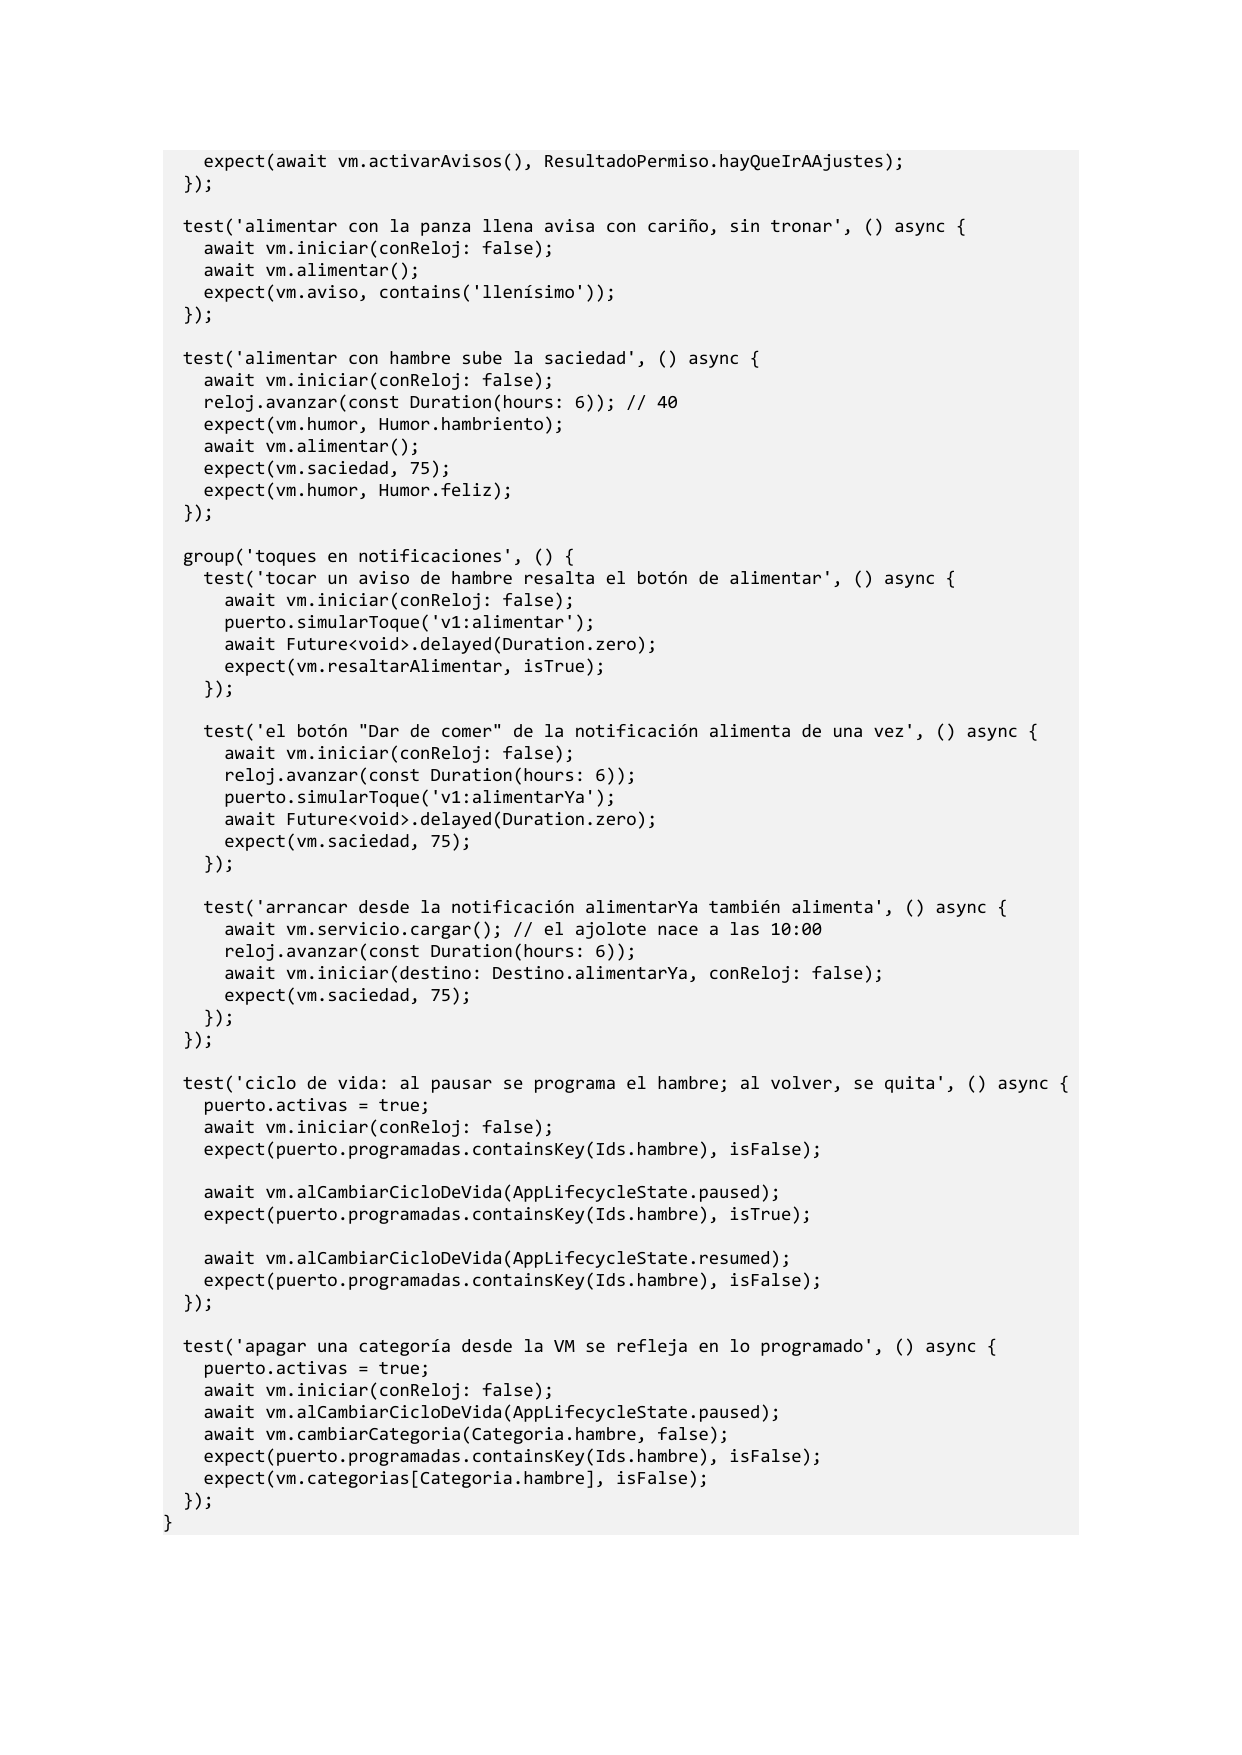 expect(await vm.activarAvisos(), ResultadoPermiso.hayQueIrAAjustes);
  });

  test('alimentar con la panza llena avisa con cariño, sin tronar', () async {
    await vm.iniciar(conReloj: false);
    await vm.alimentar();
    expect(vm.aviso, contains('llenísimo'));
  });

  test('alimentar con hambre sube la saciedad', () async {
    await vm.iniciar(conReloj: false);
    reloj.avanzar(const Duration(hours: 6)); // 40
    expect(vm.humor, Humor.hambriento);
    await vm.alimentar();
    expect(vm.saciedad, 75);
    expect(vm.humor, Humor.feliz);
  });

  group('toques en notificaciones', () {
    test('tocar un aviso de hambre resalta el botón de alimentar', () async {
      await vm.iniciar(conReloj: false);
      puerto.simularToque('v1:alimentar');
      await Future<void>.delayed(Duration.zero);
      expect(vm.resaltarAlimentar, isTrue);
    });

    test('el botón "Dar de comer" de la notificación alimenta de una vez', () async {
      await vm.iniciar(conReloj: false);
      reloj.avanzar(const Duration(hours: 6));
      puerto.simularToque('v1:alimentarYa');
      await Future<void>.delayed(Duration.zero);
      expect(vm.saciedad, 75);
    });

    test('arrancar desde la notificación alimentarYa también alimenta', () async {
      await vm.servicio.cargar(); // el ajolote nace a las 10:00
      reloj.avanzar(const Duration(hours: 6));
      await vm.iniciar(destino: Destino.alimentarYa, conReloj: false);
      expect(vm.saciedad, 75);
    });
  });

  test('ciclo de vida: al pausar se programa el hambre; al volver, se quita', () async {
    puerto.activas = true;
    await vm.iniciar(conReloj: false);
    expect(puerto.programadas.containsKey(Ids.hambre), isFalse);

    await vm.alCambiarCicloDeVida(AppLifecycleState.paused);
    expect(puerto.programadas.containsKey(Ids.hambre), isTrue);

    await vm.alCambiarCicloDeVida(AppLifecycleState.resumed);
    expect(puerto.programadas.containsKey(Ids.hambre), isFalse);
  });

  test('apagar una categoría desde la VM se refleja en lo programado', () async {
    puerto.activas = true;
    await vm.iniciar(conReloj: false);
    await vm.alCambiarCicloDeVida(AppLifecycleState.paused);
    await vm.cambiarCategoria(Categoria.hambre, false);
    expect(puerto.programadas.containsKey(Ids.hambre), isFalse);
    expect(vm.categorias[Categoria.hambre], isFalse);
  });
}